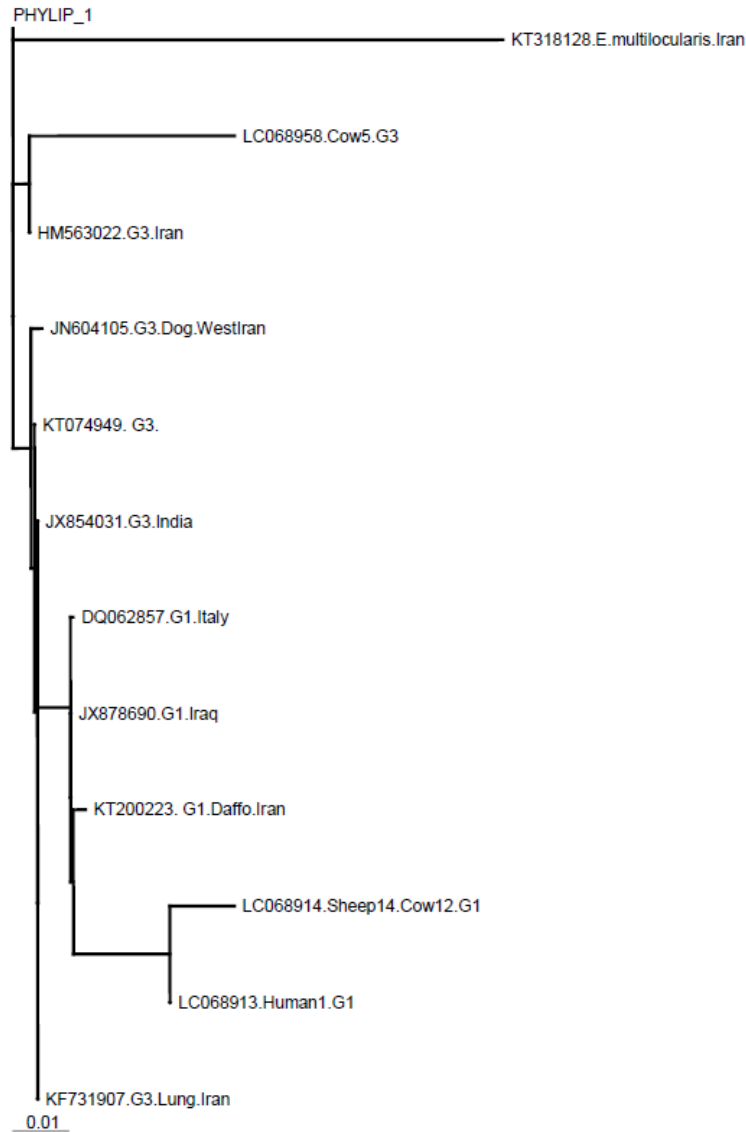 PHYLIP_1
KT318128.E.multilocularis.Iran
LC068958.Cow5.G3
HM563022.G3.Iran
JN604105.G3.Dog.WestIran
KT074949. G3.
JX854031.G3.India
DQ062857.G1.Italy
JX878690.G1.Iraq
KT200223. G1.Daffo.Iran
LC068914.Sheep14.Cow12.G1
LC068913.Human1.G1
KF731907.G3.Lung.Iran
0.01